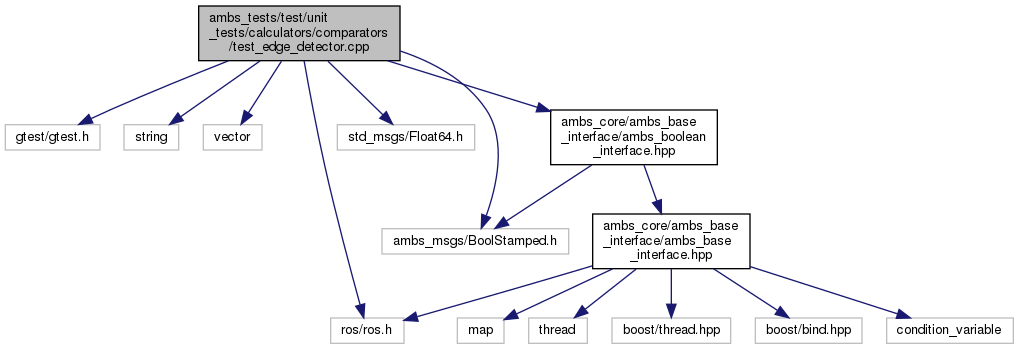 ambs_tests/test/unit
_tests/calculators/comparators
/test_edge_detector.cpp
gtest/gtest.h
string
vector
std_msgs/Float64.h
ambs_core/ambs_base
_interface/ambs_boolean
_interface.hpp
ambs_msgs/BoolStamped.h
ambs_core/ambs_base
_interface/ambs_base
_interface.hpp
ros/ros.h
map
thread
boost/thread.hpp
boost/bind.hpp
condition_variable